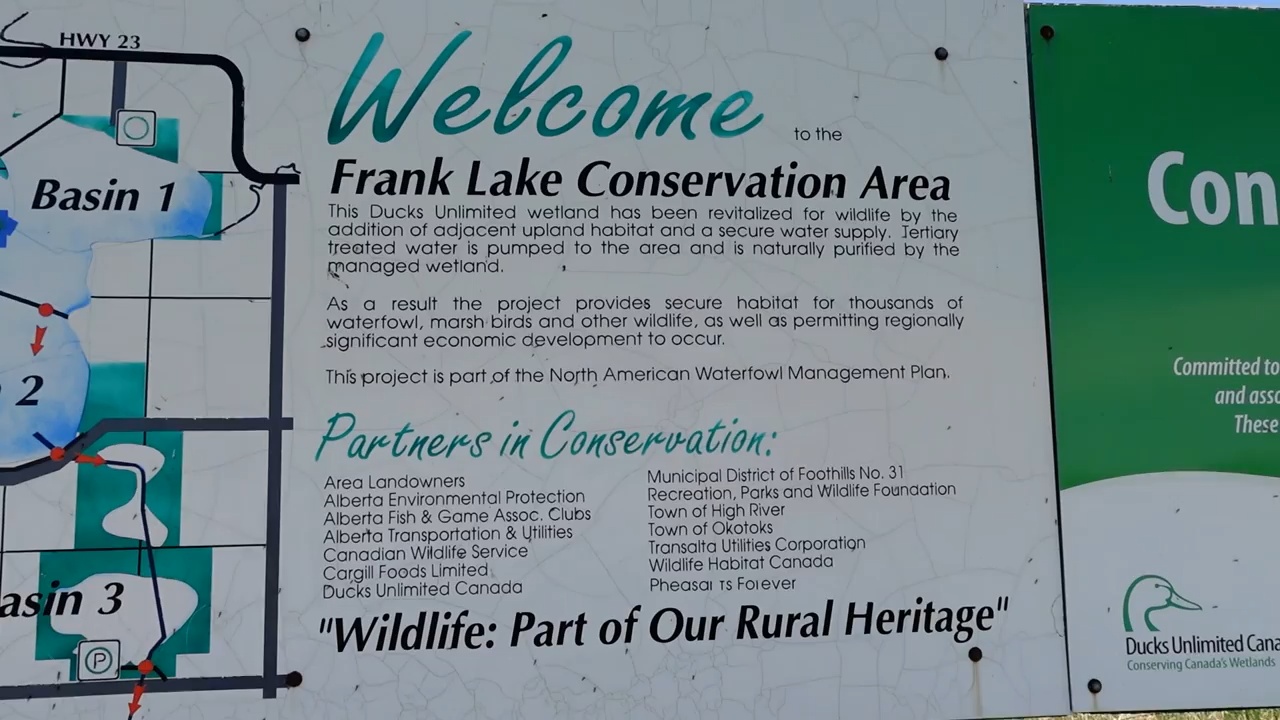 HWY 23
Basin 1
2
asin 3
P
Welcome
to the
Frank Lake Conservation Area
This Ducks Unlimited wetland has been revitalized for wildlife by the
addition of adjacent upland habitat and a secure water supply. Tertiary
treated water is pumped to the area and is naturally purified by the
managed wetland.
As a result the project provides secure habitat for thousands of
waterfowl, marsh birds and other wildlife, as well as permitting regionally
significant economic development to occur.
This project is part of the North American Waterfowl Management Plan.
Partners in Conservation:
Area Landowners
Alberta Environmental Protection
Alberta Fish & Game Assoc. Clubs
Alberta Transportation & Utilities
Canadian Wildlife Service
Cargill Foods Limited
Ducks Unlimited Canada
Municipal District of Foothills No. 31
Recreation, Parks and Wildlife Foundation
Town of High River
Town of Okotoks
Transalta Utilities Corporation
Wildlife Habitat Canada
Pheasants Forever
"Wildlife: Part of Our Rural Heritage"
Con
Committed to
and asso
These
Ducks Unlimited Cana
Conserving Canada's Wetlands